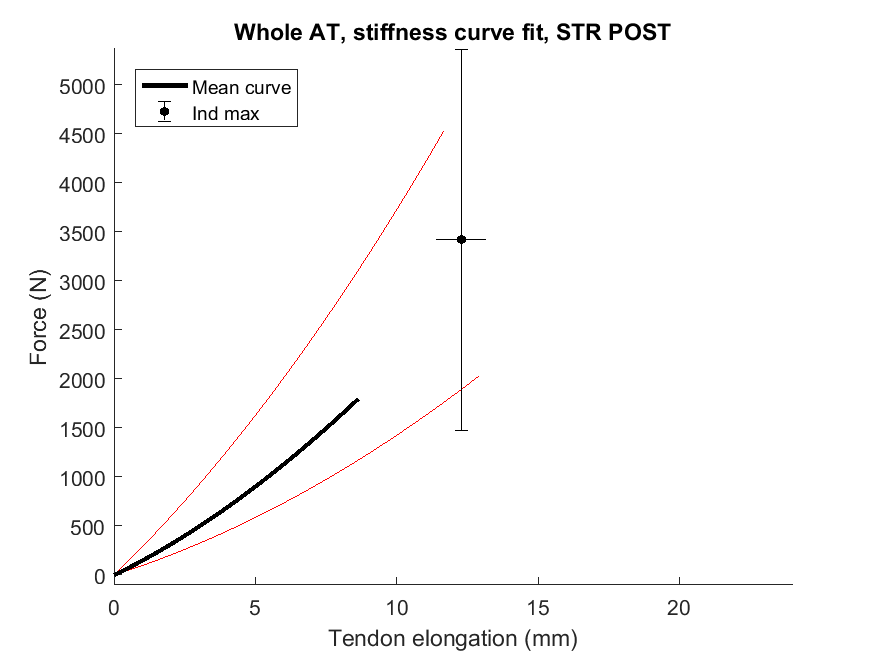 Whole AT, stiffness curve fit, STR POST
Mean curve
Ind max
5000
4500
4000
3500
3000
2500
2000
1500
1000
500
0
Force (N)
0 5 10 15 20
Tendon elongation (mm)